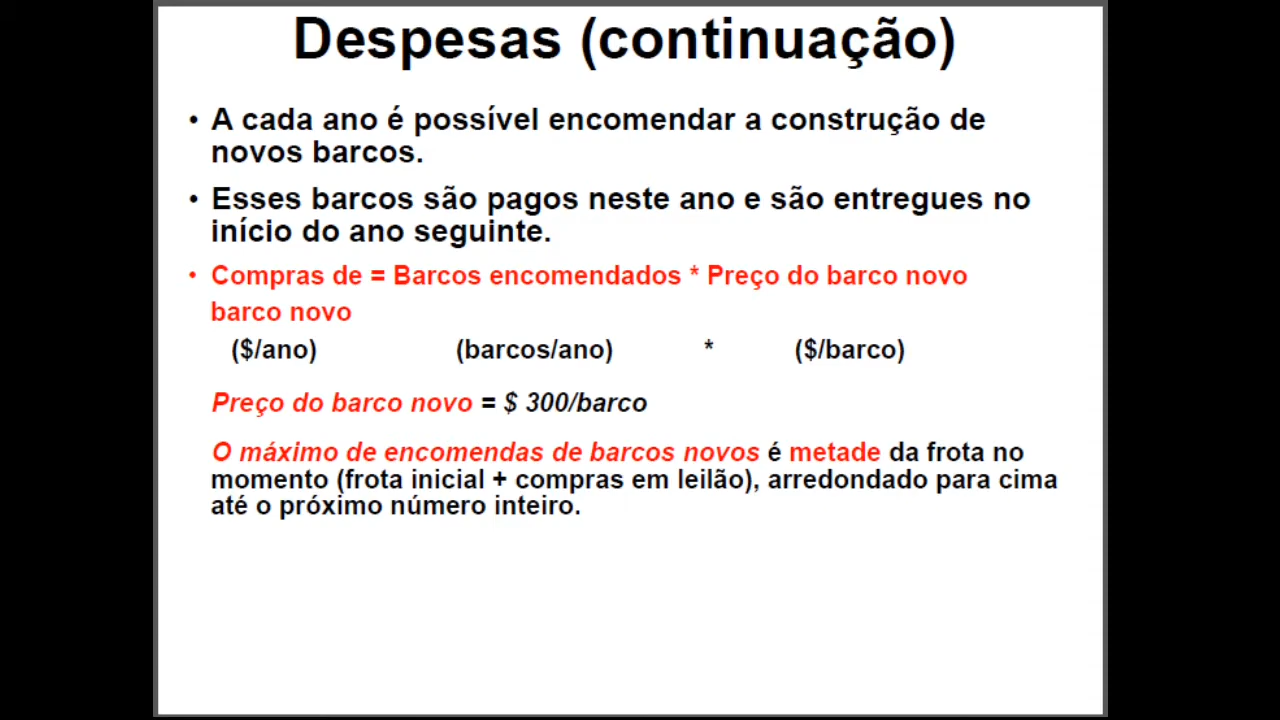 Despesas (continuação)
• A cada ano é possível encomendar a construção de
novos barcos.
• Esses barcos são pagos neste ano e são entregues no
início do ano seguinte.
• Compras de = Barcos encomendados * Preço do barco novo
barco novo
($/ano) (barcos/ano) * ($/barco)
Preço do barco novo = $ 300/barco
O máximo de encomendas de barcos novos é metade da frota no
momento (frota inicial + compras em leilão), arredondado para cima
até o próximo número inteiro.